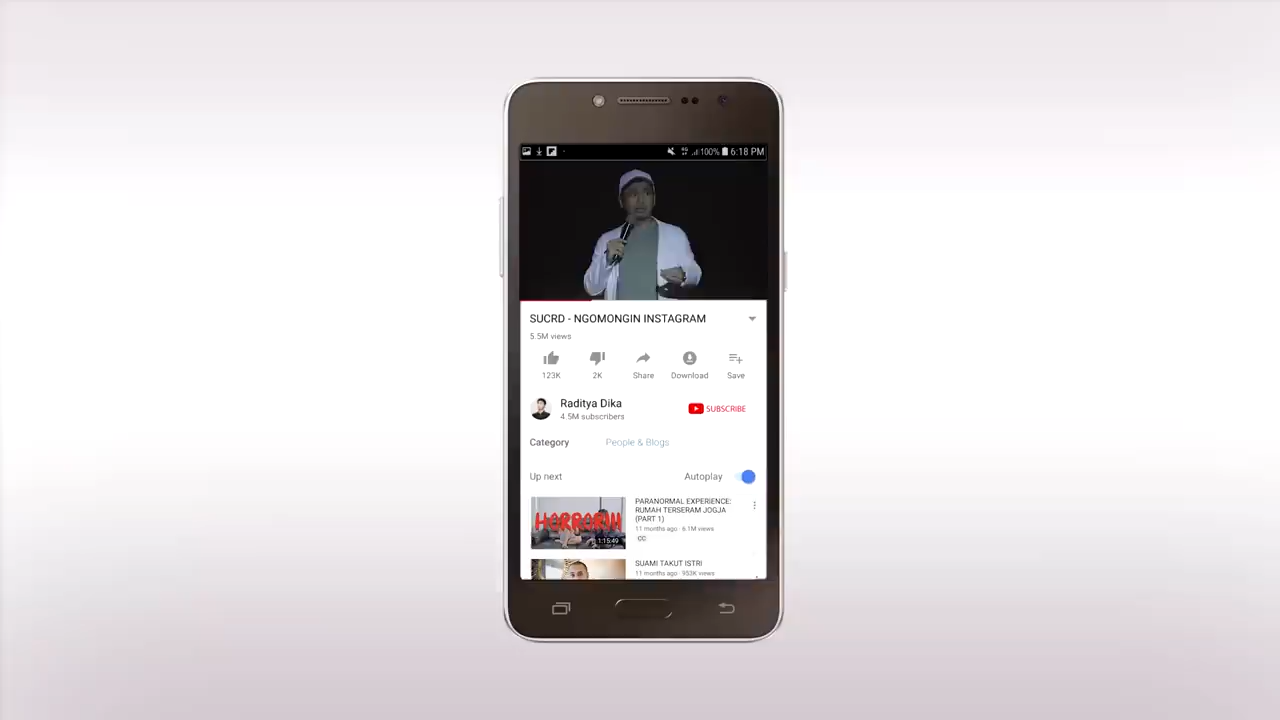 100% 6:18 PM
SUCRD - NGOMONGIN INSTAGRAM
5.5M views
123K 2K Share Download Save
Raditya Dika
4.5M subscribers
SUBSCRIBE
Category People & Blogs
Up next Autoplay
HORRORIN
1:15:49
PARANORMAL EXPERIENCE:
RUMAH TERSERAM JOGJA
(PART 1)
11 months ago · 6.1M views
CC
SUAMI TAKUT ISTRI
11 months ago · 953K views